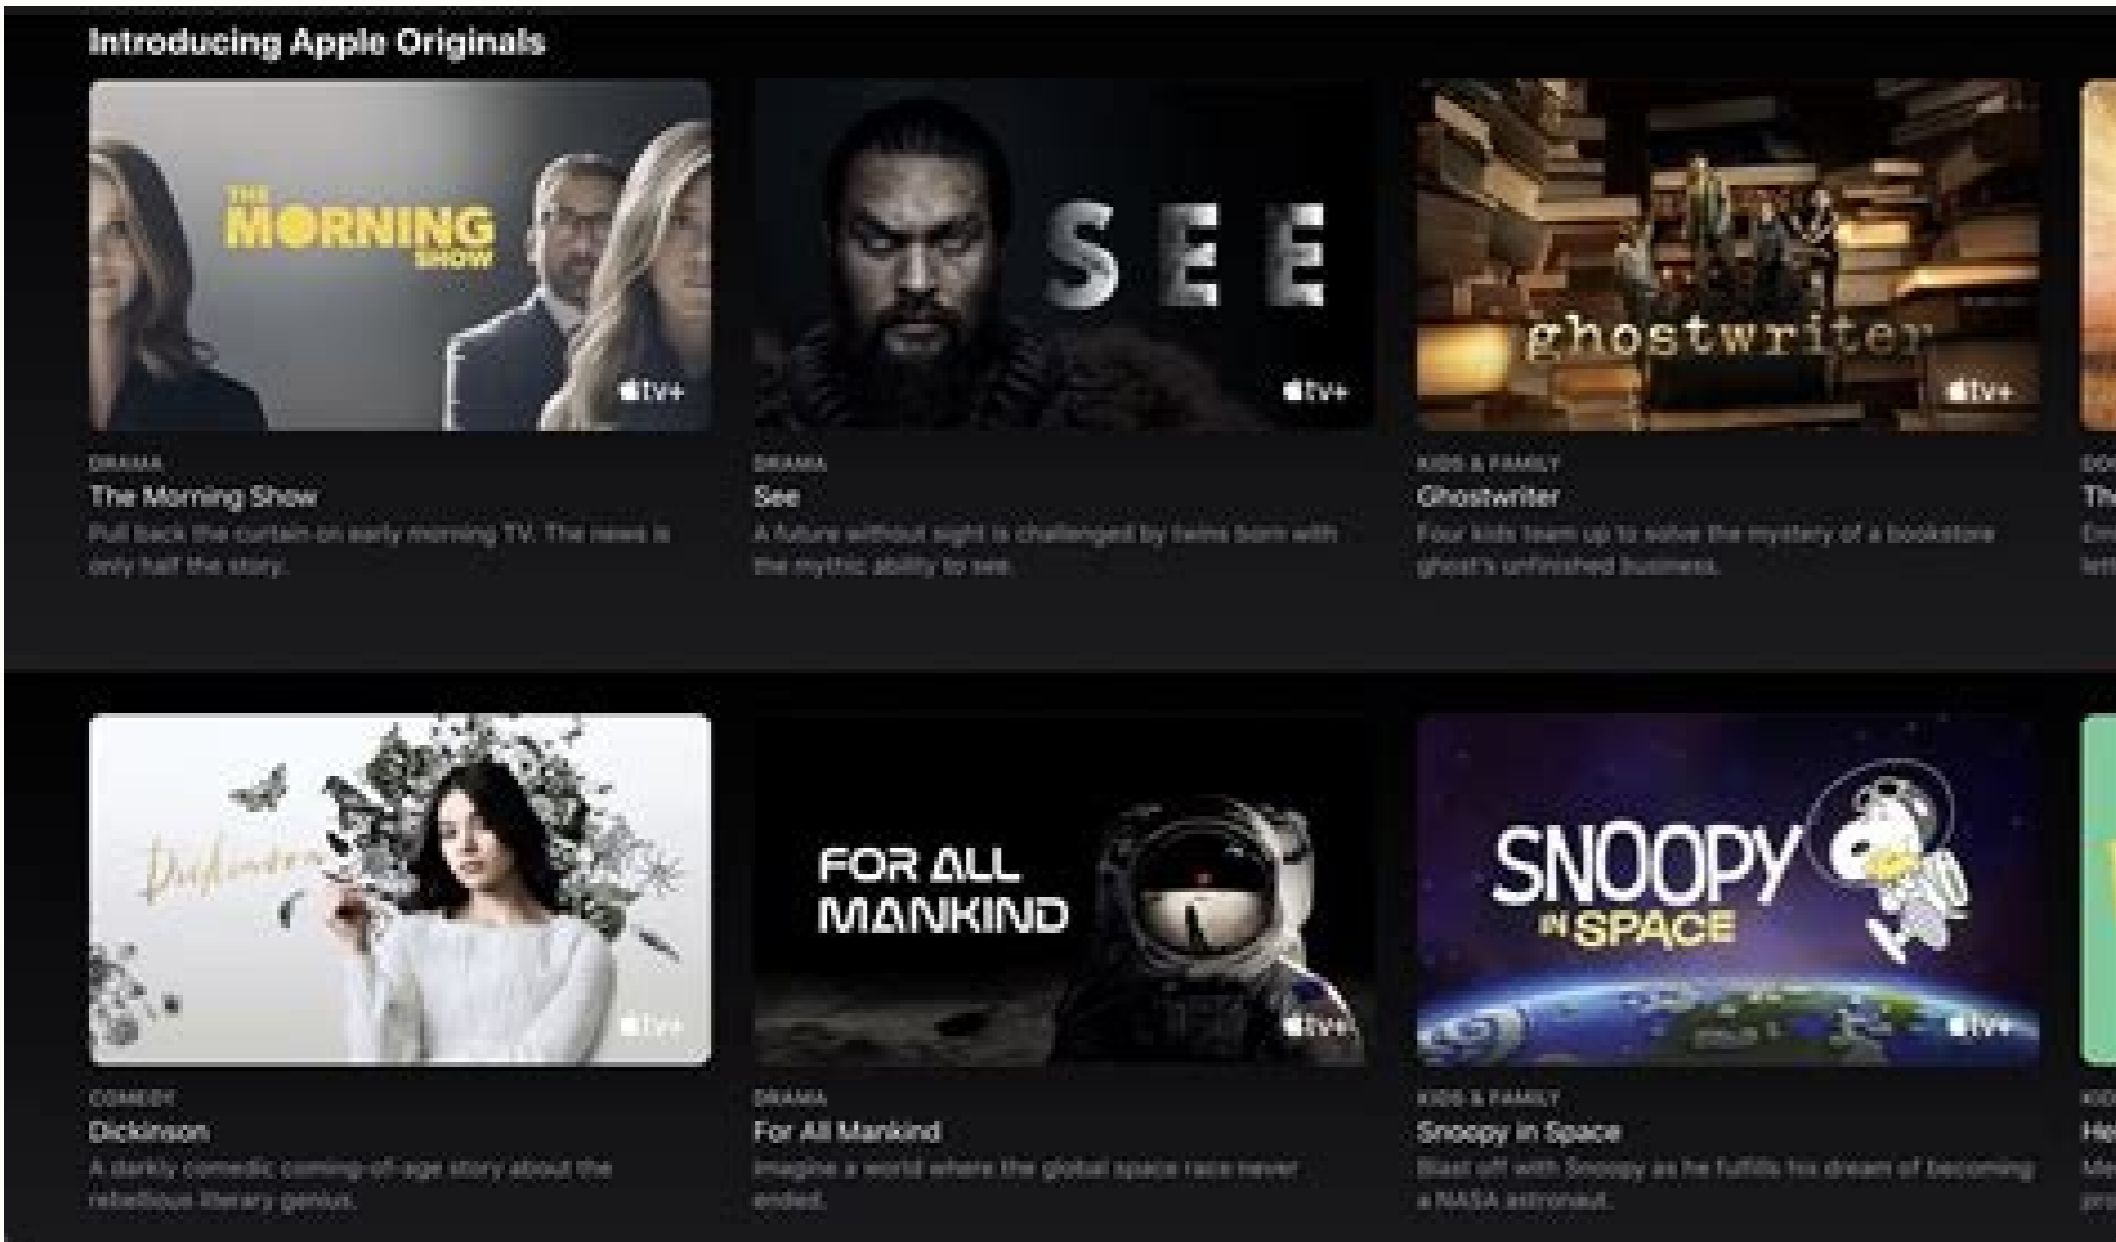 Introducing Apple Originals
THE
MORNING
SHOW
tv+
SEE
tv+
ghostwriter
tv+
DRAMA
The Morning Show
Pull back the curtain on early morning TV. The news is
only half the story.
DRAMA
See
A future without sight is challenged by twins born with
the mythic ability to see.
KIDS & FAMILY
Ghostwriter
Four kids team up to solve the mystery of a bookstore
ghost's unfinished business.
Th
lett
Dickinson
tv+
FOR ALL
MANKIND
tv+
SNOOPY
IN SPACE
tv+
COMEDY
Dickinson
A darkly comedic coming-of-age story about the
rebellious literary genius.
DRAMA
For All Mankind
Imagine a world where the global space race never
ended.
KIDS & FAMILY
Snoopy in Space
Blast off with Snoopy as he fulfills his dream of becoming
a NASA astronaut.
He
pro